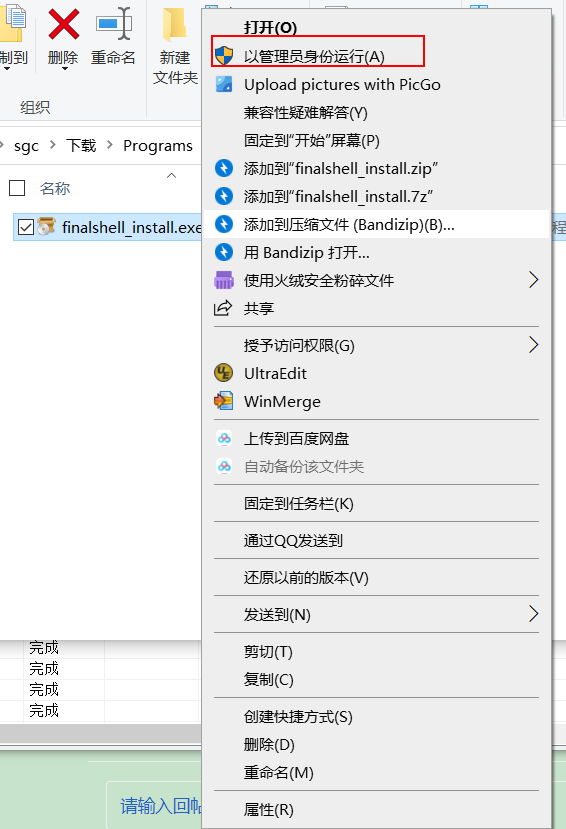 制到
删除
重命名
新建
文件夹
组织
sgc > 下载 > Programs
名称
finalshell_install.exe
打开(O)
以管理员身份运行(A)
Upload pictures with PicGo
兼容性疑难解答(Y)
固定到“开始”屏幕(P)
添加到“finalshell_install.zip”
添加到“finalshell_install.7z”
添加到压缩文件 (Bandizip)(B)...
程
用 Bandizip 打开...
使用火绒安全粉碎文件
共享
授予访问权限(G)
UltraEdit
WinMerge
上传到百度网盘
自动备份该文件夹
固定到任务栏(K)
通过QQ发送到
还原以前的版本(V)
发送到(N)
剪切(T)
复制(C)
创建快捷方式(S)
删除(D)
重命名(M)
属性(R)
完成
完成
完成
完成
请输入回帖